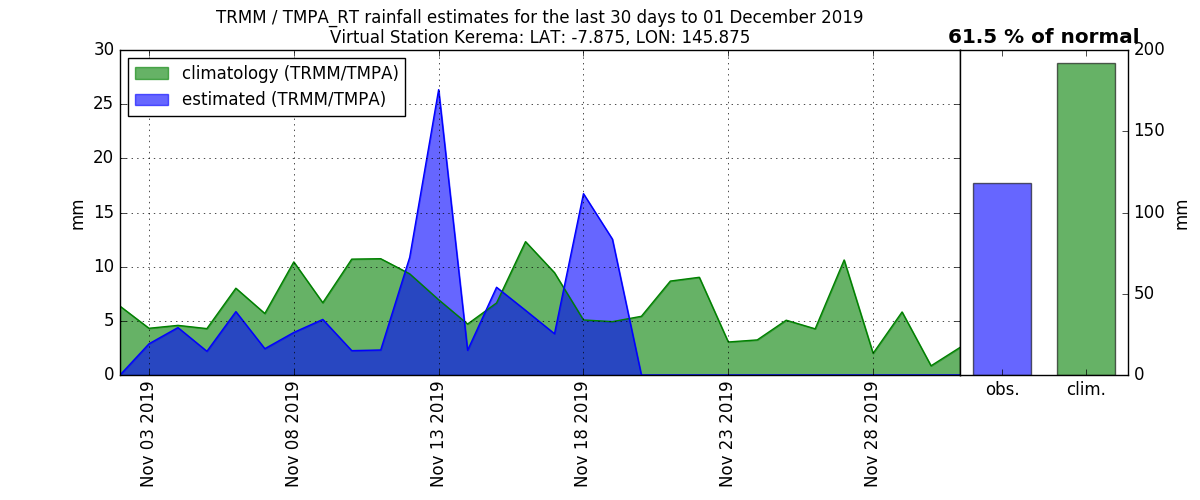 TRMM / TMPA_RT rainfall estimates for the last 30 days to 01 December 2019
Virtual Station Kerema: LAT: -7.875, LON: 145.875
61.5 % of normal
climatology (TRMM/TMPA)
estimated (TRMM/TMPA)
30
25
20
15
10
5
0
mm
Nov 03 2019
Nov 08 2019
Nov 13 2019
Nov 18 2019
Nov 23 2019
Nov 28 2019
200
150
100
50
0
mm
obs.
clim.